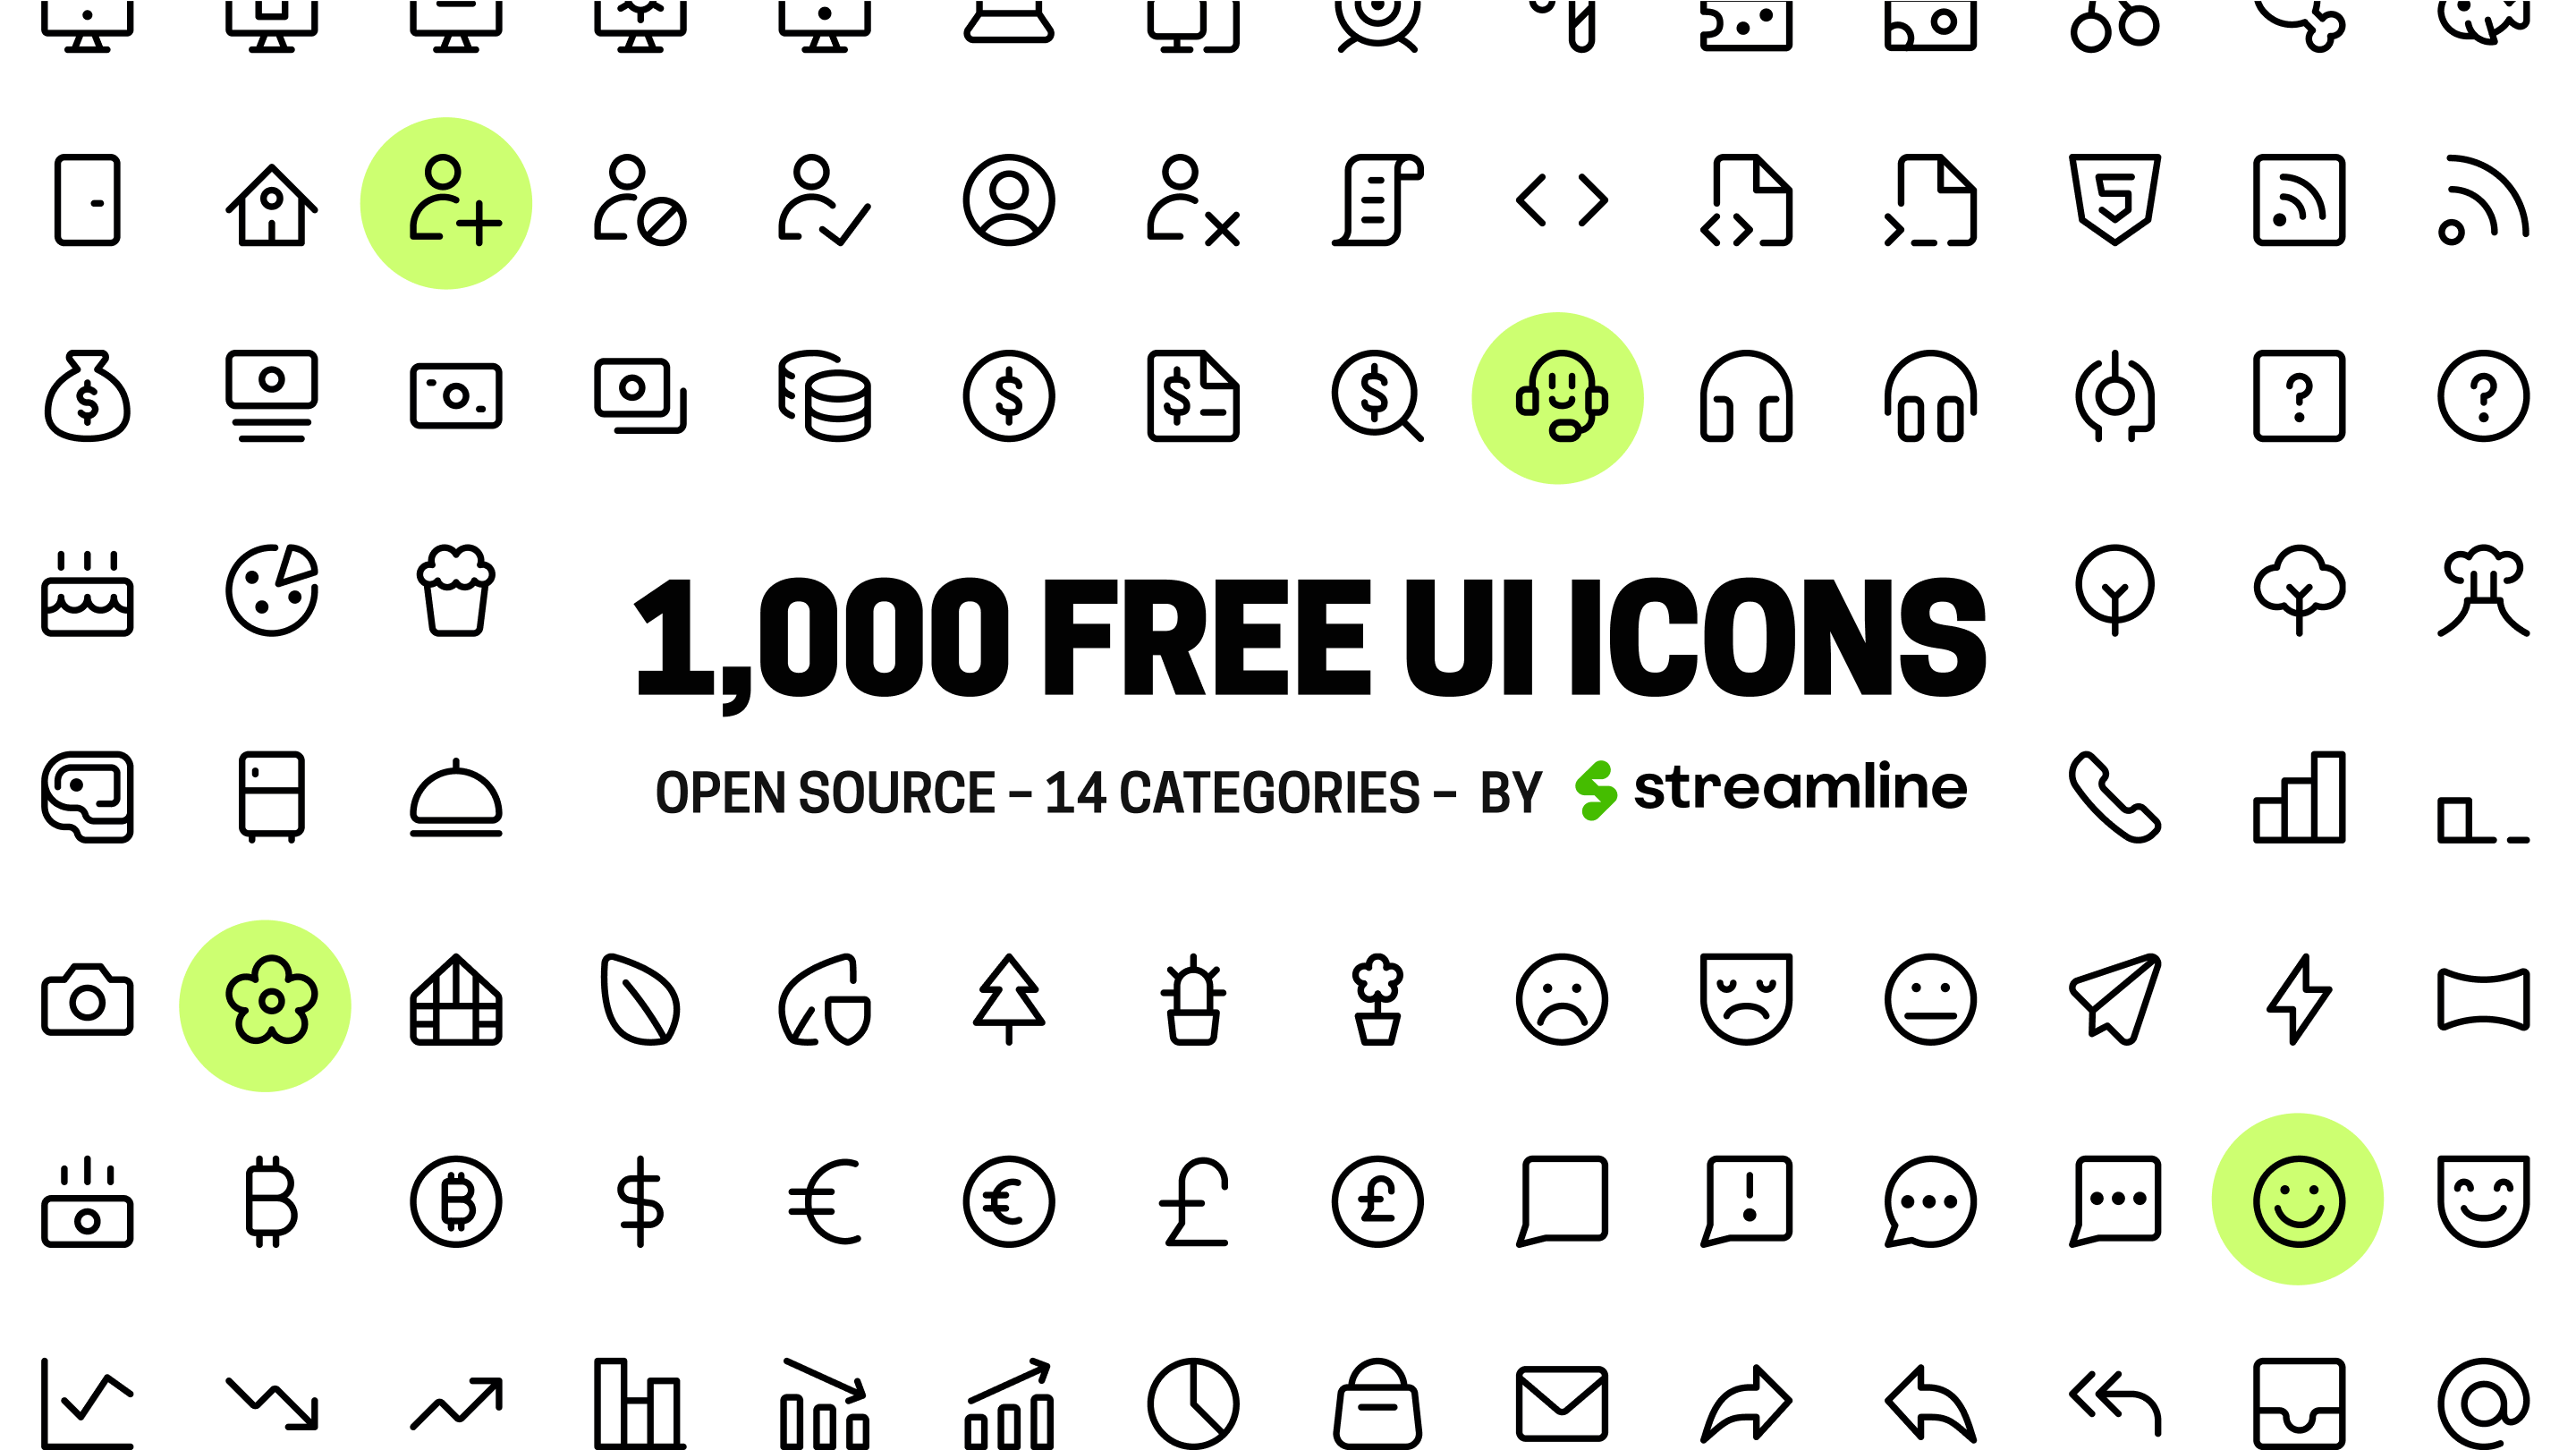 1,000 FREE UI ICONS
OPEN SOURCE – 14 CATEGORIES – BY streamline